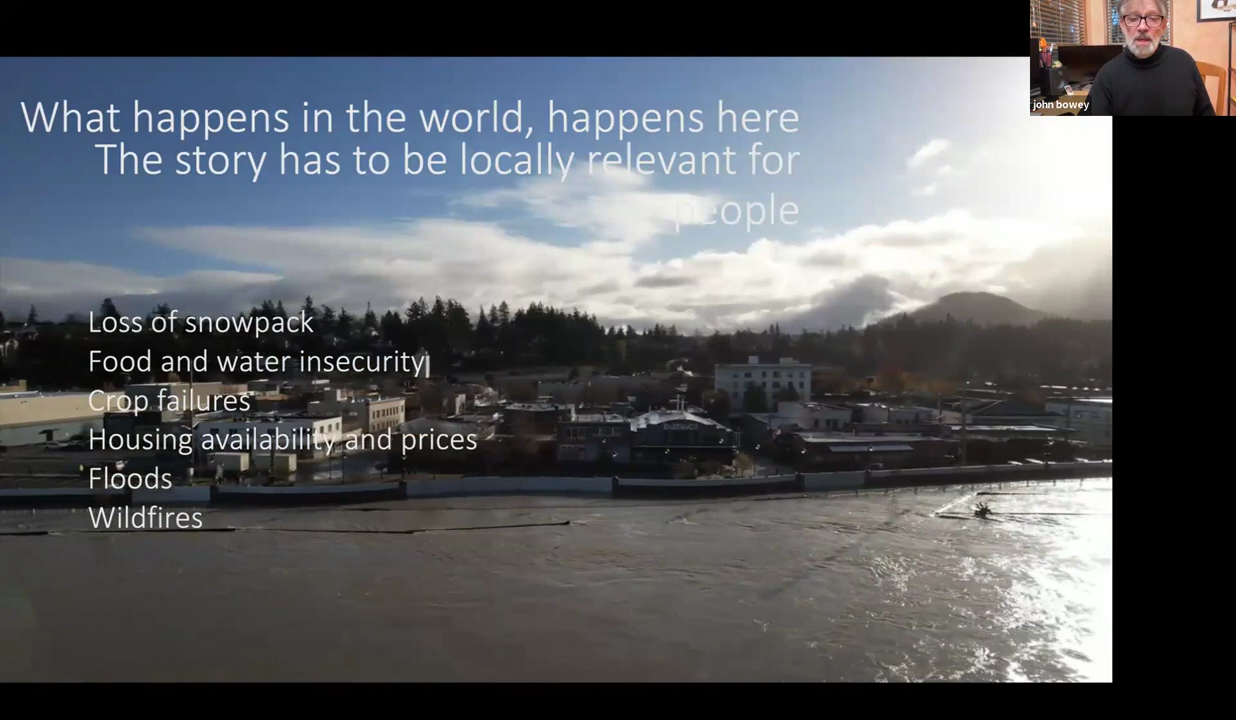 john bowey
What happens in the world, happens here
The story has to be locally relevant for
people
Loss of snowpack
Food and water insecurity
Crop failures
Housing availability and prices
Floods
Wildfires